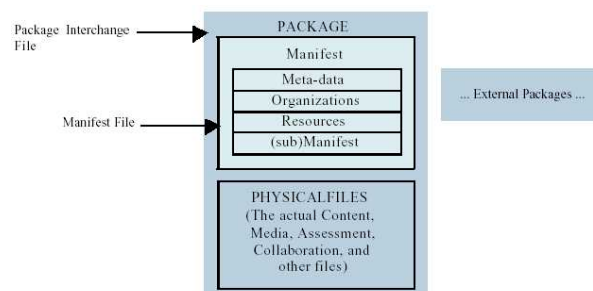 Package Interchange
File
Manifest File
PACKAGE
Manifest
Meta-data
Organizations
Resources
(sub)Manifest
PHYSICALFILES
(The actual Content,
Media, Assessment,
Collaboration, and
other files)
... External Packages ...